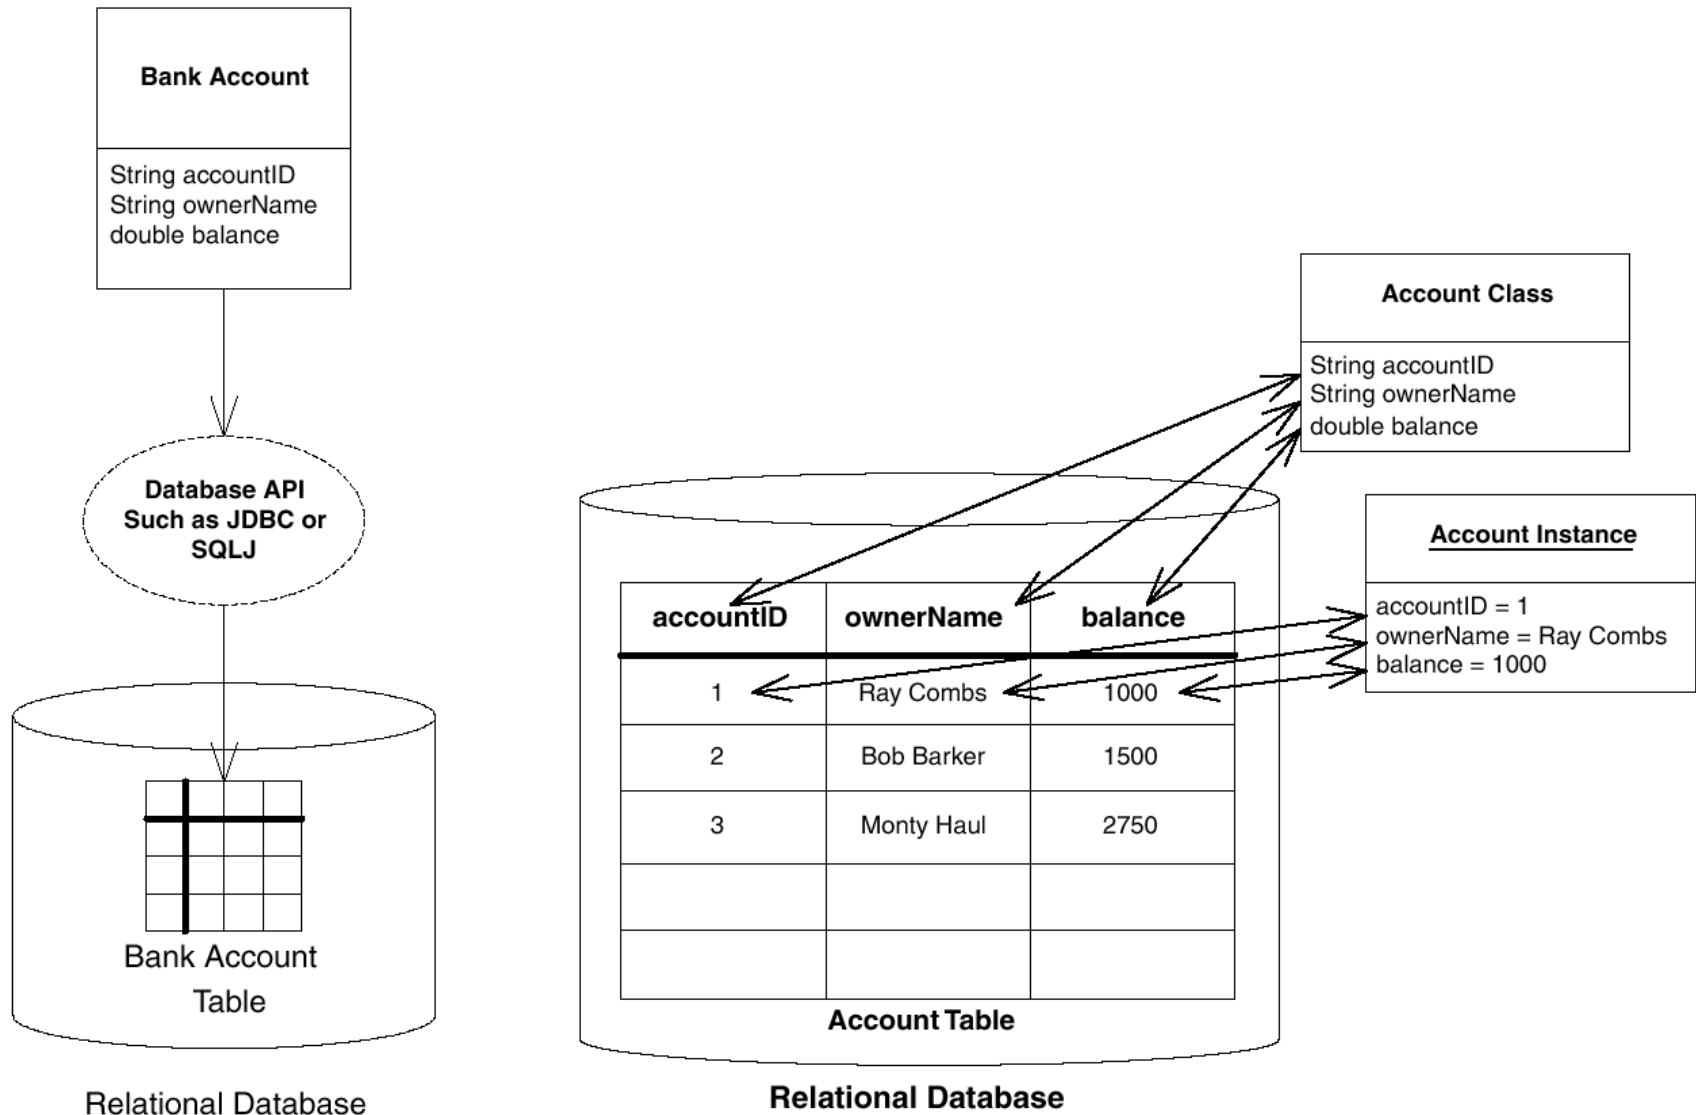 Bank Account
String accountID
String ownerName
double balance
Database API
Such as JDBC or
SQLJ
Bank Account
Table
Relational Database
Account Class
String accountID
String ownerName
double balance
Account Instance
accountID = 1
ownerName = Ray Combs
balance = 1000
accountID ownerName balance
1 Ray Combs 1000
2 Bob Barker 1500
3 Monty Haul 2750
Account Table
Relational Database